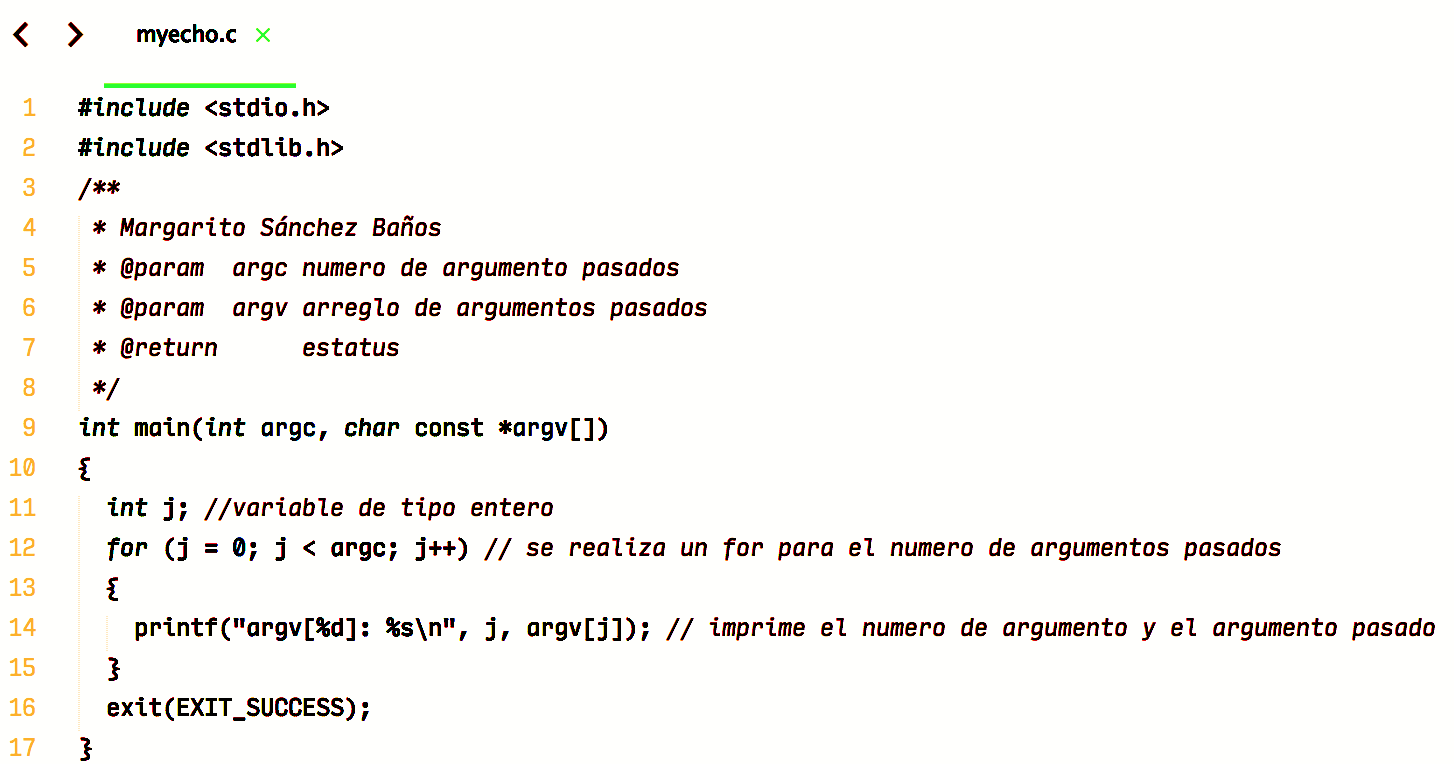 myecho.c
1 #include <stdio.h>
2 #include <stdlib.h>
3 /**
4  * Margarito Sánchez Baños
5  * @param  argc numero de argumento pasados
6  * @param  argv arreglo de argumentos pasados
7  * @return      estatus
8  */
9 int main(int argc, char const *argv[])
10 {
11   int j; //variable de tipo entero
12   for (j = 0; j < argc; j++) // se realiza un for para el numero de argumentos pasados
13   {
14     printf("argv[%d]: %s\n", j, argv[j]); // imprime el numero de argumento y el argumento pasado
15   }
16   exit(EXIT_SUCCESS);
17 }